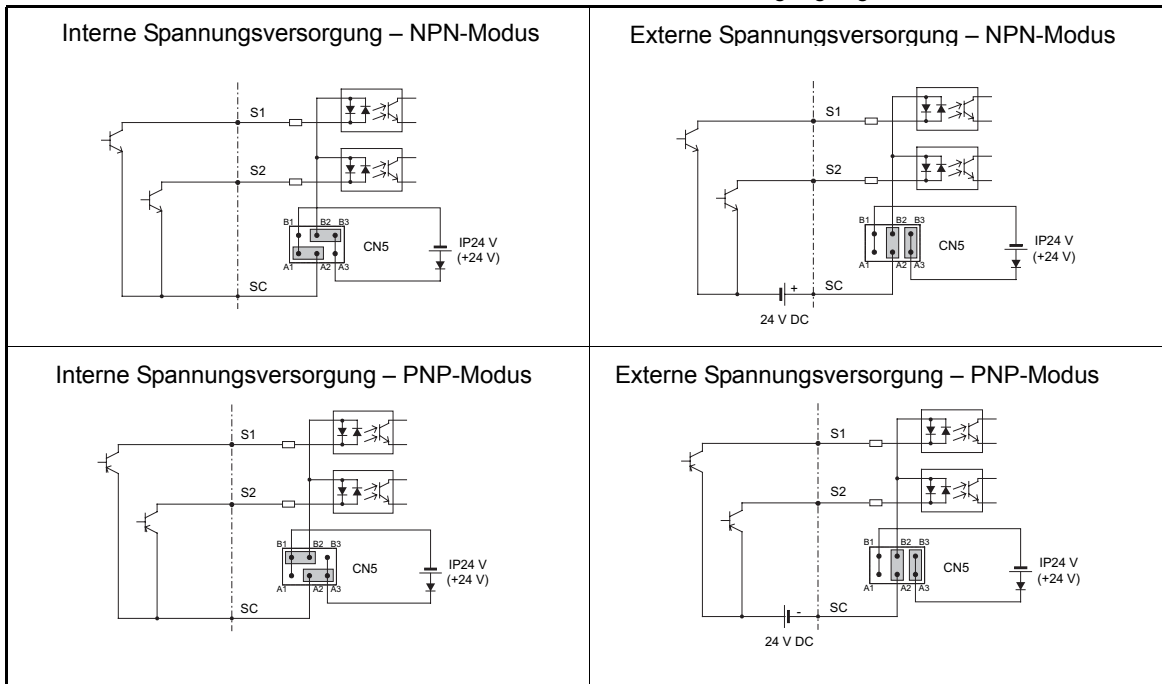 Interne Spannungsversorgung – NPN-Modus
S1
S2
B1 B2 B3
CN5
A1 A2 A3
IP24 V
(+24 V)
SC
Externe Spannungsversorgung – NPN-Modus
S1
S2
B1 B2 B3
CN5
A1 A2 A3
IP24 V
(+24 V)
+
SC
24 V DC
Interne Spannungsversorgung – PNP-Modus
S1
S2
B1 B2 B3
CN5
A1 A2 A3
IP24 V
(+24 V)
SC
Externe Spannungsversorgung – PNP-Modus
S1
S2
B1 B2 B3
CN5
A1 A2 A3
IP24 V
(+24 V)
-
SC
24 V DC